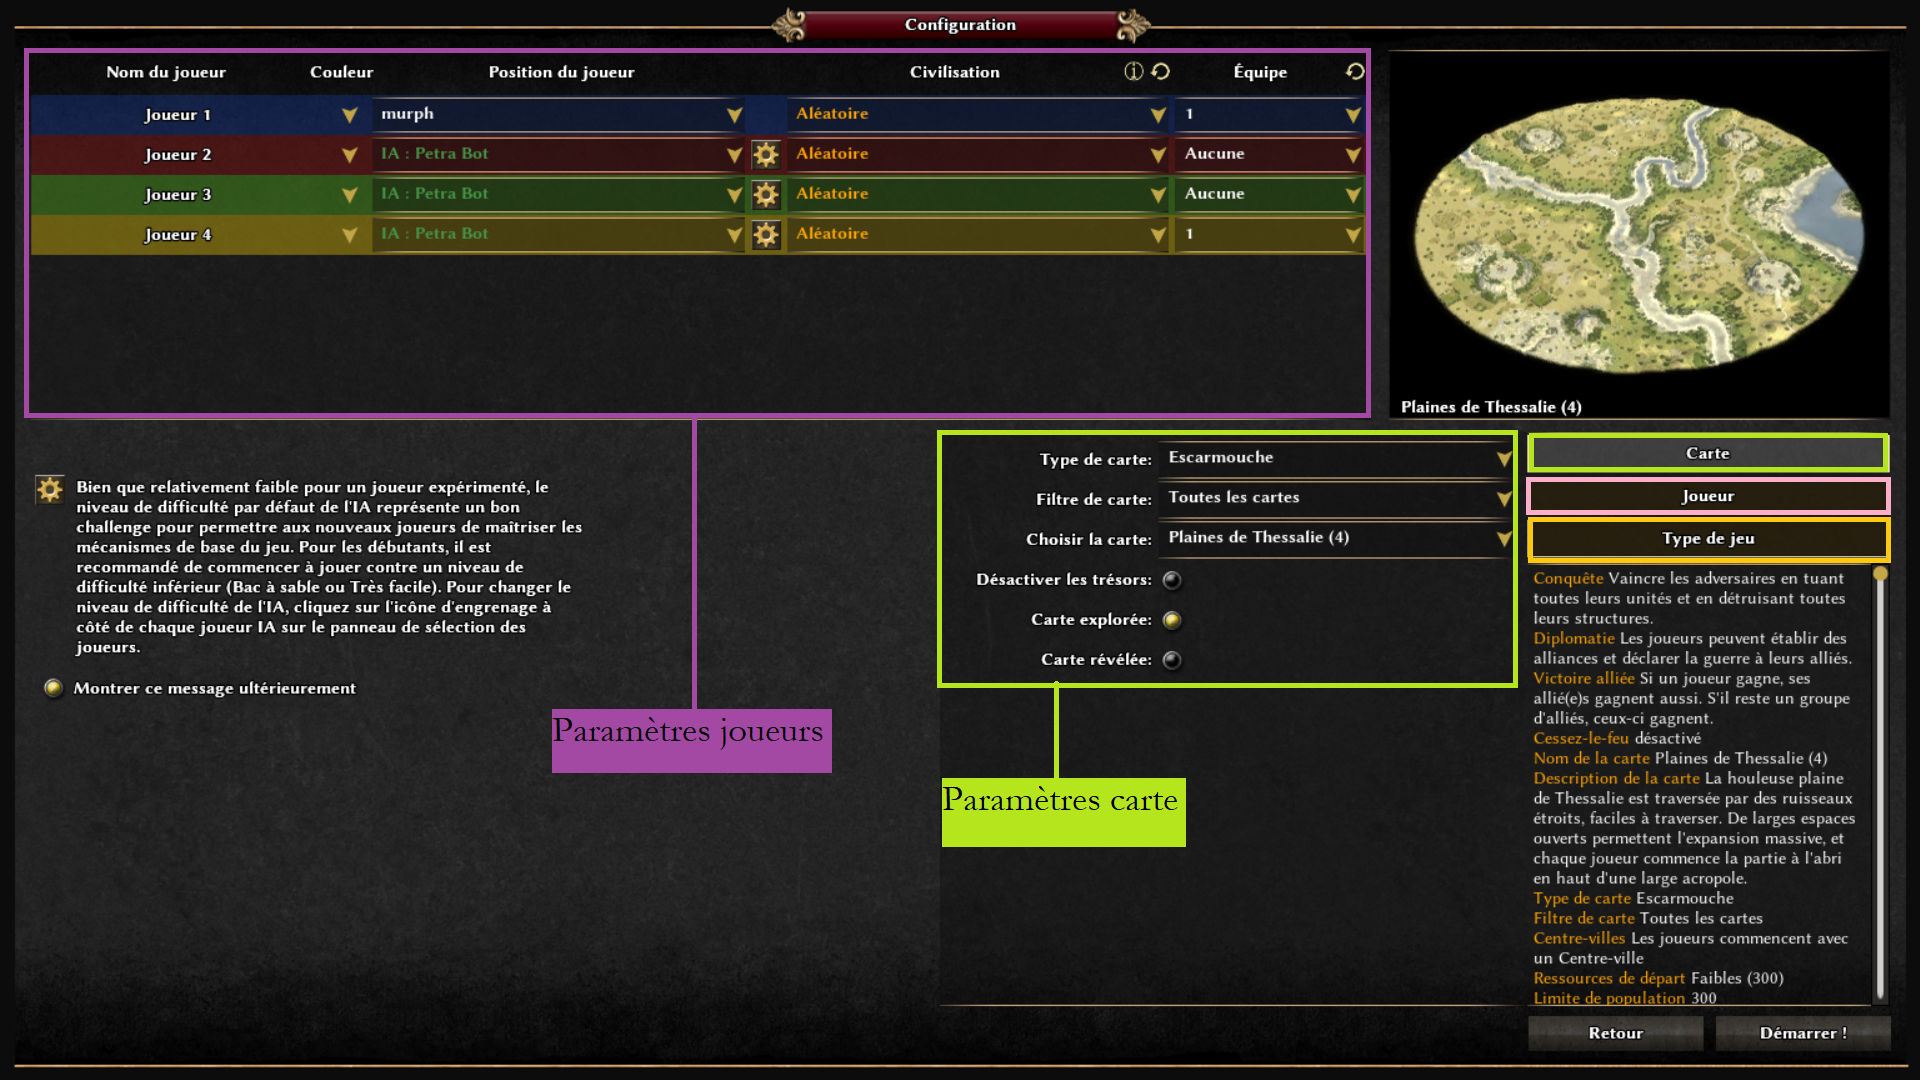 Configuration
Nom du joueur Couleur Position du joueur Civilisation Équipe
Joueur 1 murph Aléatoire 1
Joueur 2 IA : Petra Bot Aléatoire Aucune
Joueur 3 IA : Petra Bot Aléatoire Aucune
Joueur 4 IA : Petra Bot Aléatoire 1
Plaines de Thessalie (4)
Bien que relativement faible pour un joueur expérimenté, le
niveau de difficulté par défaut de l'IA représente un bon
challenge pour permettre aux nouveaux joueurs de maîtriser les
mécanismes de base du jeu. Pour les débutants, il est
recommandé de commencer à jouer contre un niveau de
difficulté inférieur (Bac à sable ou Très facile). Pour changer le
niveau de difficulté de l'IA, cliquez sur l'icône d'engrenage à
côté de chaque joueur IA sur le panneau de sélection des
joueurs.
Montrer ce message ultérieurement
Paramètres joueurs
Type de carte: Escarmouche
Filtre de carte: Toutes les cartes
Choisir la carte: Plaines de Thessalie (4)
Désactiver les trésors:
Carte explorée:
Carte révélée:
Paramètres carte
Carte
Joueur
Type de jeu
Conquête Vaincre les adversaires en tuant
toutes leurs unités et en détruisant toutes
leurs structures.
Diplomatie Les joueurs peuvent établir des
alliances et déclarer la guerre à leurs alliés.
Victoire alliée Si un joueur gagne, ses
allié(e)s gagnent aussi. S'il reste un groupe
d'alliés, ceux-ci gagnent.
Cessez-le-feu désactivé
Nom de la carte Plaines de Thessalie (4)
Description de la carte La houleuse plaine
de Thessalie est traversée par des ruisseaux
étroits, faciles à traverser. De larges espaces
ouverts permettent l'expansion massive, et
chaque joueur commence la partie à l'abri
en haut d'une large acropole.
Type de carte Escarmouche
Filtre de carte Toutes les cartes
Centre-villes Les joueurs commencent avec
un Centre-ville
Ressources de départ Faibles (300)
Limite de population 300
Retour Démarrer !